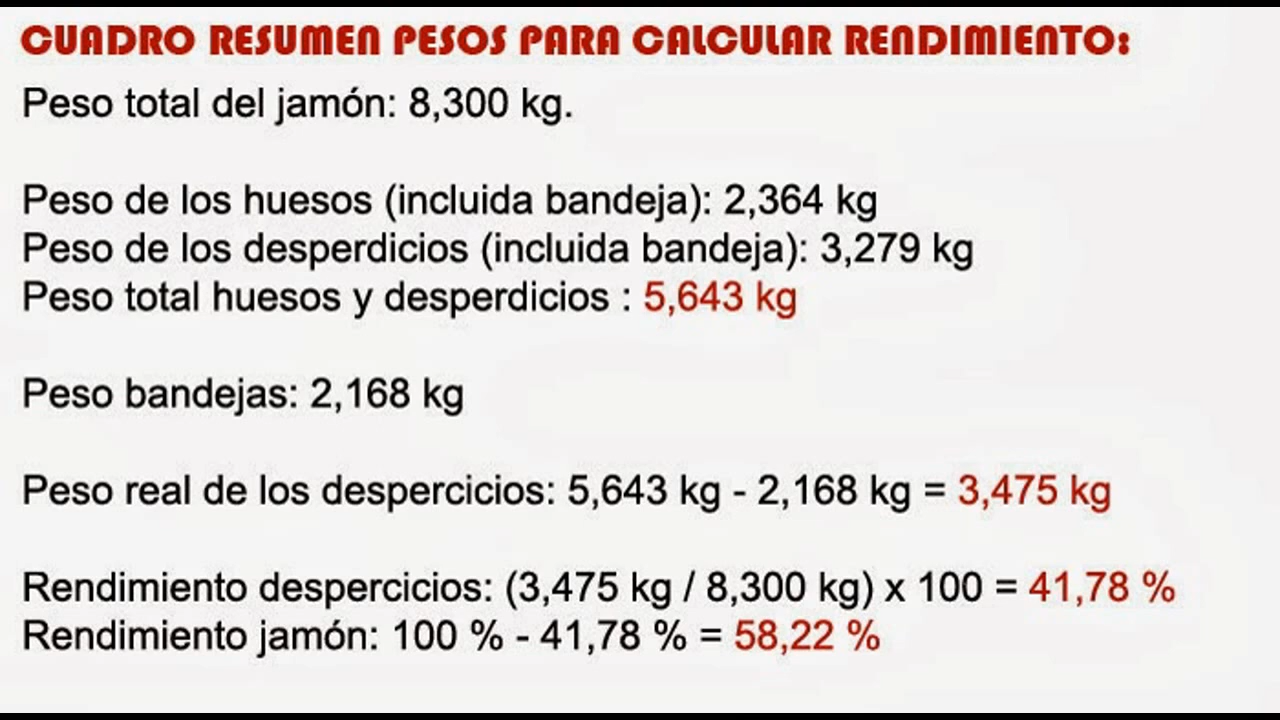 CUADRO RESUMEN PESOS PARA CALCULAR RENDIMIENTO:
Peso total del jamón: 8,300 kg.
Peso de los huesos (incluida bandeja): 2,364 kg
Peso de los desperdicios (incluida bandeja): 3,279 kg
Peso total huesos y desperdicios : 5,643 kg
Peso bandejas: 2,168 kg
Peso real de los despercicios: 5,643 kg - 2,168 kg = 3,475 kg
Rendimiento despercicios: (3,475 kg / 8,300 kg) x 100 = 41,78 %
Rendimiento jamón: 100 % - 41,78 % = 58,22 %